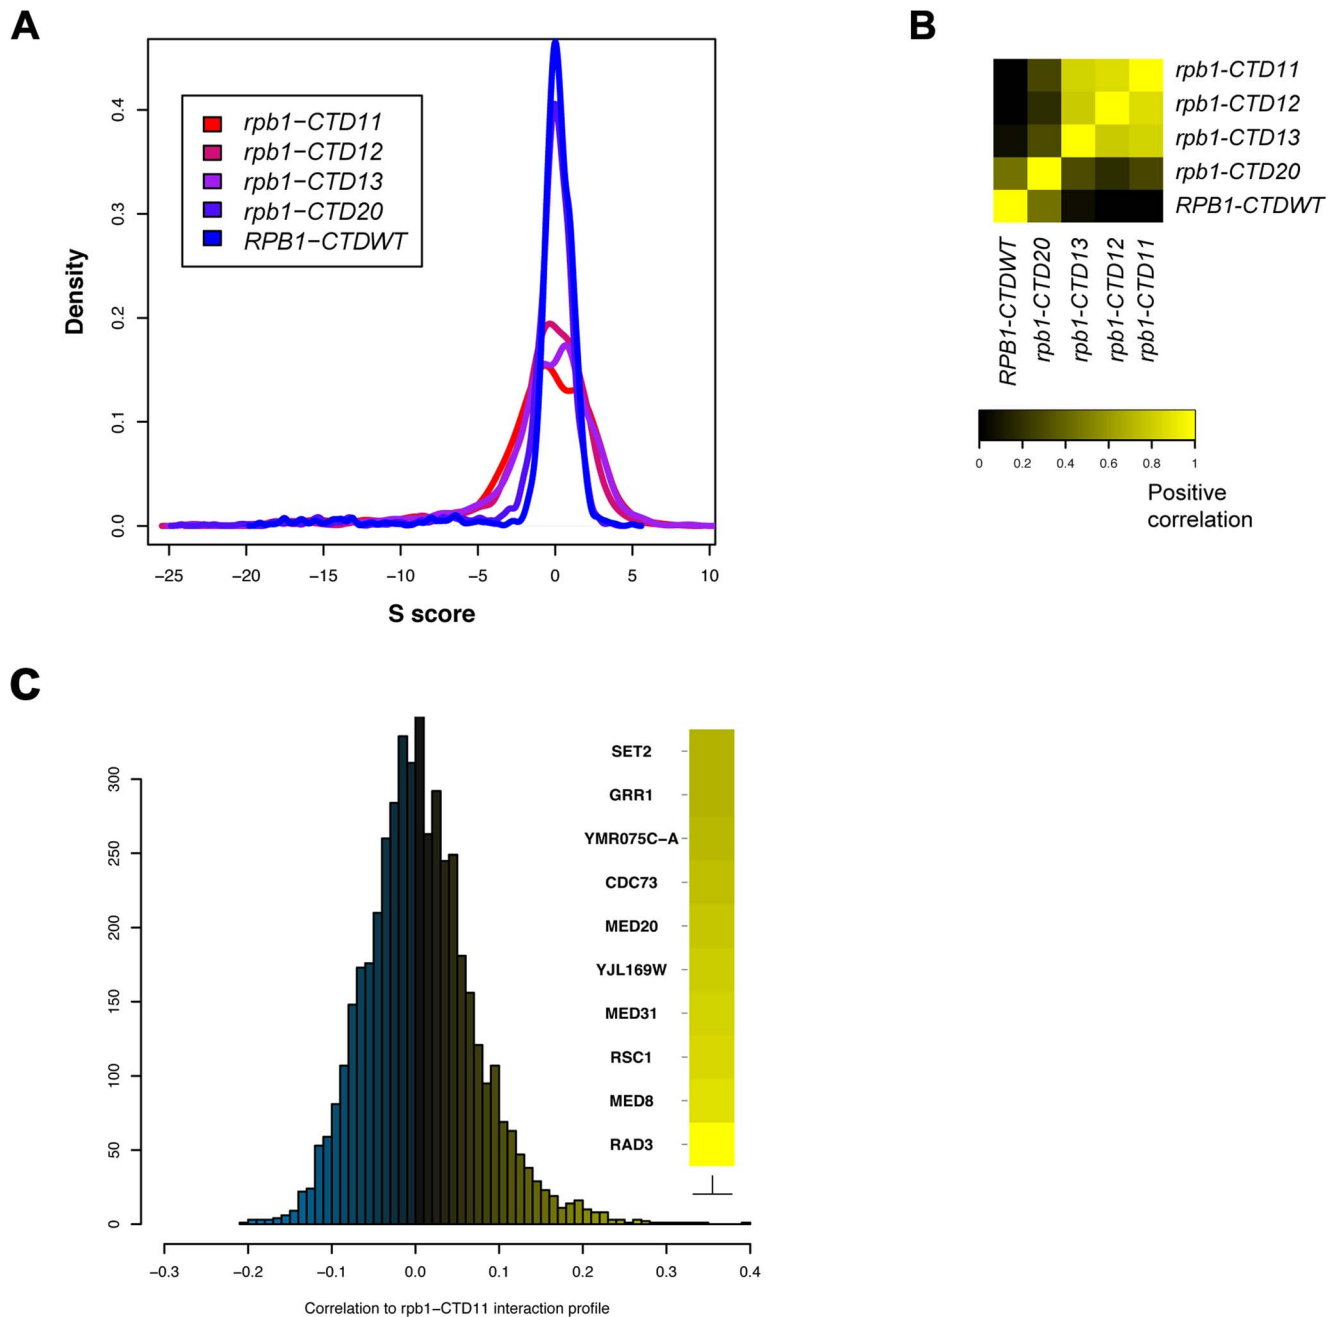 A
rpb1−CTD11
rpb1−CTD12
rpb1−CTD13
rpb1−CTD20
RPB1−CTDWT
Density
0.0
0.1
0.2
0.3
0.4
−25 −20 −15 −10 −5 0 5 10
S score
B
rpb1-CTD11
rpb1-CTD12
rpb1-CTD13
rpb1-CTD20
RPB1-CTDWT
RPB1-CTDWT
rpb1-CTD20
rpb1-CTD13
rpb1-CTD12
rpb1-CTD11
0 0.2 0.4 0.6 0.8 1
Positive
correlation
C
0
50
100
150
200
250
300
−0.3 −0.2 −0.1 0.0 0.1 0.2 0.3 0.4
Correlation to rpb1−CTD11 interaction profile
SET2
GRR1
YMR075C−A
CDC73
MED20
YJL169W
MED31
RSC1
MED8
RAD3